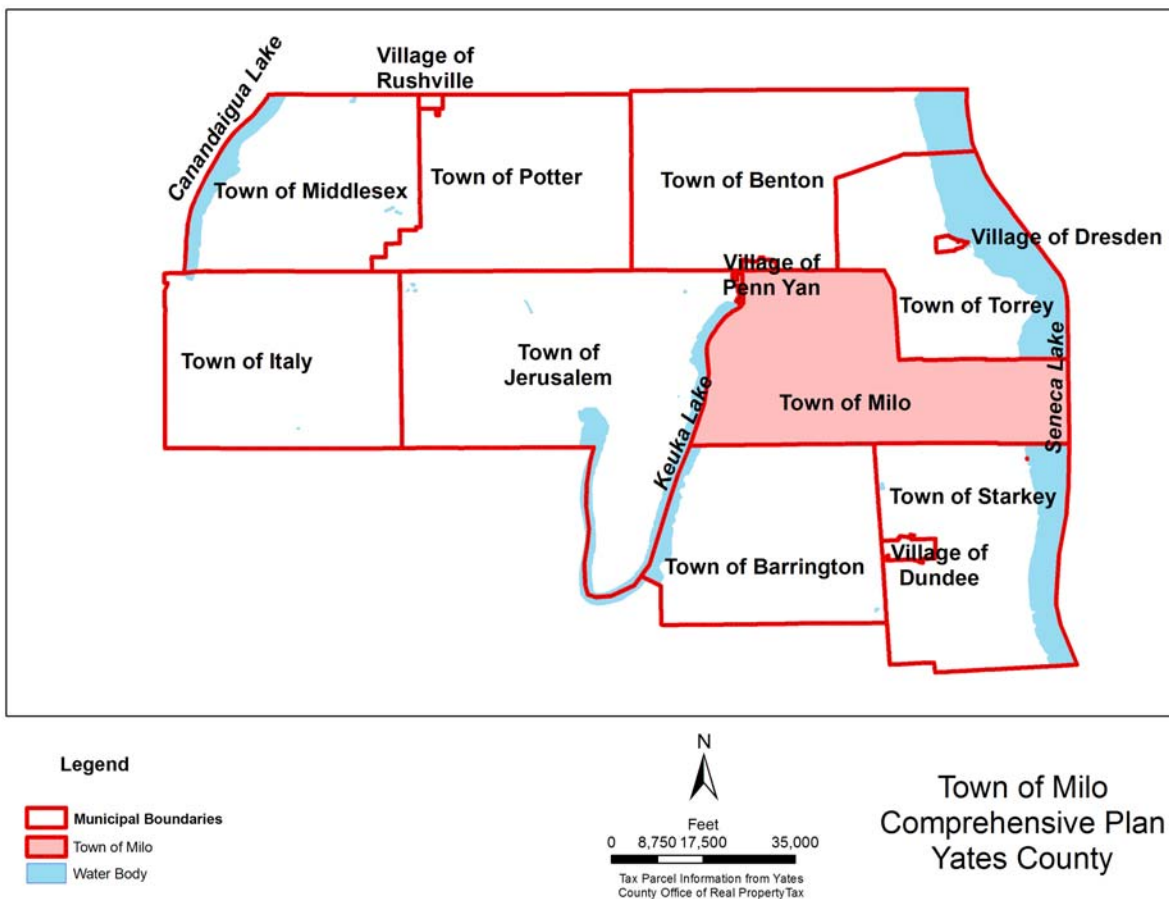 Village of
Rushville
Canandaigua Lake
Town of Middlesex
Town of Potter
Town of Benton
Village of Dresden
Village of
Penn Yan
Town of Torrey
Town of Italy
Town of
Jerusalem
Keuka Lake
Town of Milo
Seneca Lake
Town of Starkey
Town of Barrington
Village of
Dundee
Legend
Municipal Boundaries
Town of Milo
Water Body
N
Feet
0 8,750 17,500 35,000
Tax Parcel Information from Yates
County Office of Real PropertyTax
Town of Milo
Comprehensive Plan
Yates County